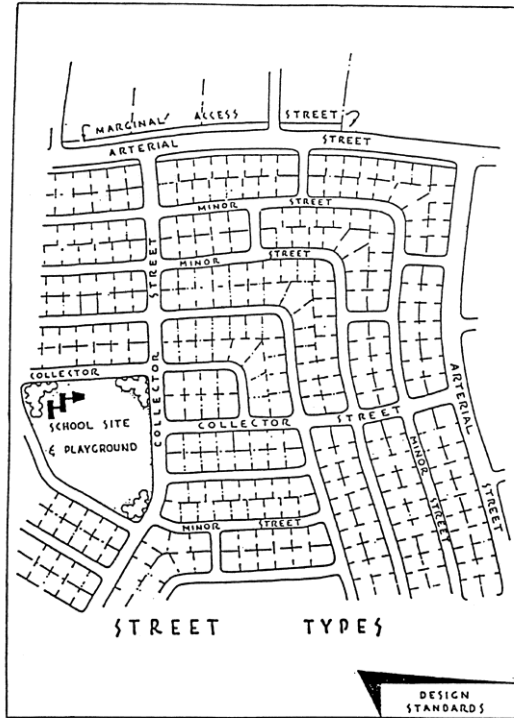 MARGINAL ACCESS STREET
ARTERIAL STREET
MINOR STREET
STREET
MINOR STREET
COLLECTOR
COLLECTOR
SCHOOL SITE
& PLAYGROUND
COLLECTOR STREET
ARTERIAL
MINOR STREET
STREET
MINOR STREET
STREET TYPES
DESIGN
STANDARDS